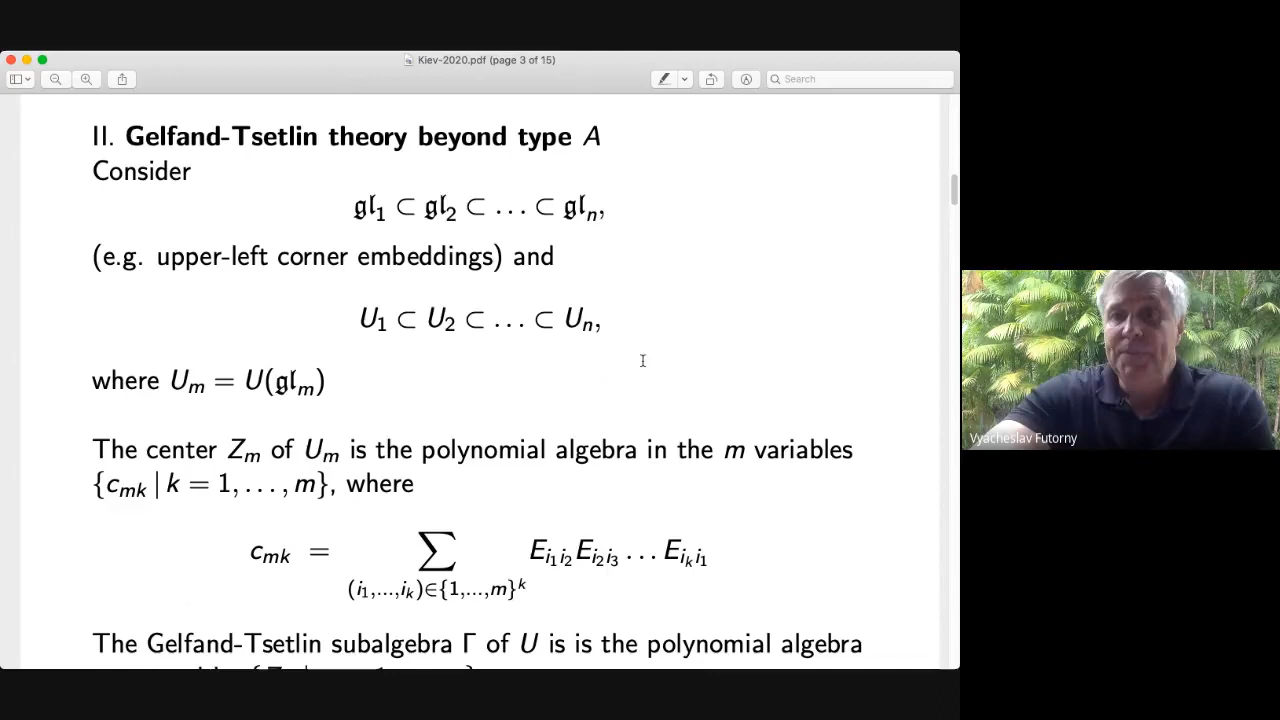 Kiev-2020.pdf (page 3 of 15)
Search
II. Gelfand-Tsetlin theory beyond type A
Consider
𝔤𝔩₁ ⊂ 𝔤𝔩₂ ⊂ … ⊂ 𝔤𝔩ₙ,
(e.g. upper-left corner embeddings) and
U₁ ⊂ U₂ ⊂ … ⊂ Uₙ,
where Uₘ = U(𝔤𝔩ₘ)
The center Zₘ of Uₘ is the polynomial algebra in the m variables
{cₘₖ | k = 1, …, m}, where
cₘₖ = ∑_{(i₁,…,iₖ)∈{1,…,m}ᵏ} E_{i₁i₂}E_{i₂i₃} … E_{iₖi₁}
The Gelfand-Tsetlin subalgebra Γ of U is is the polynomial algebra
Vyacheslav Futorny